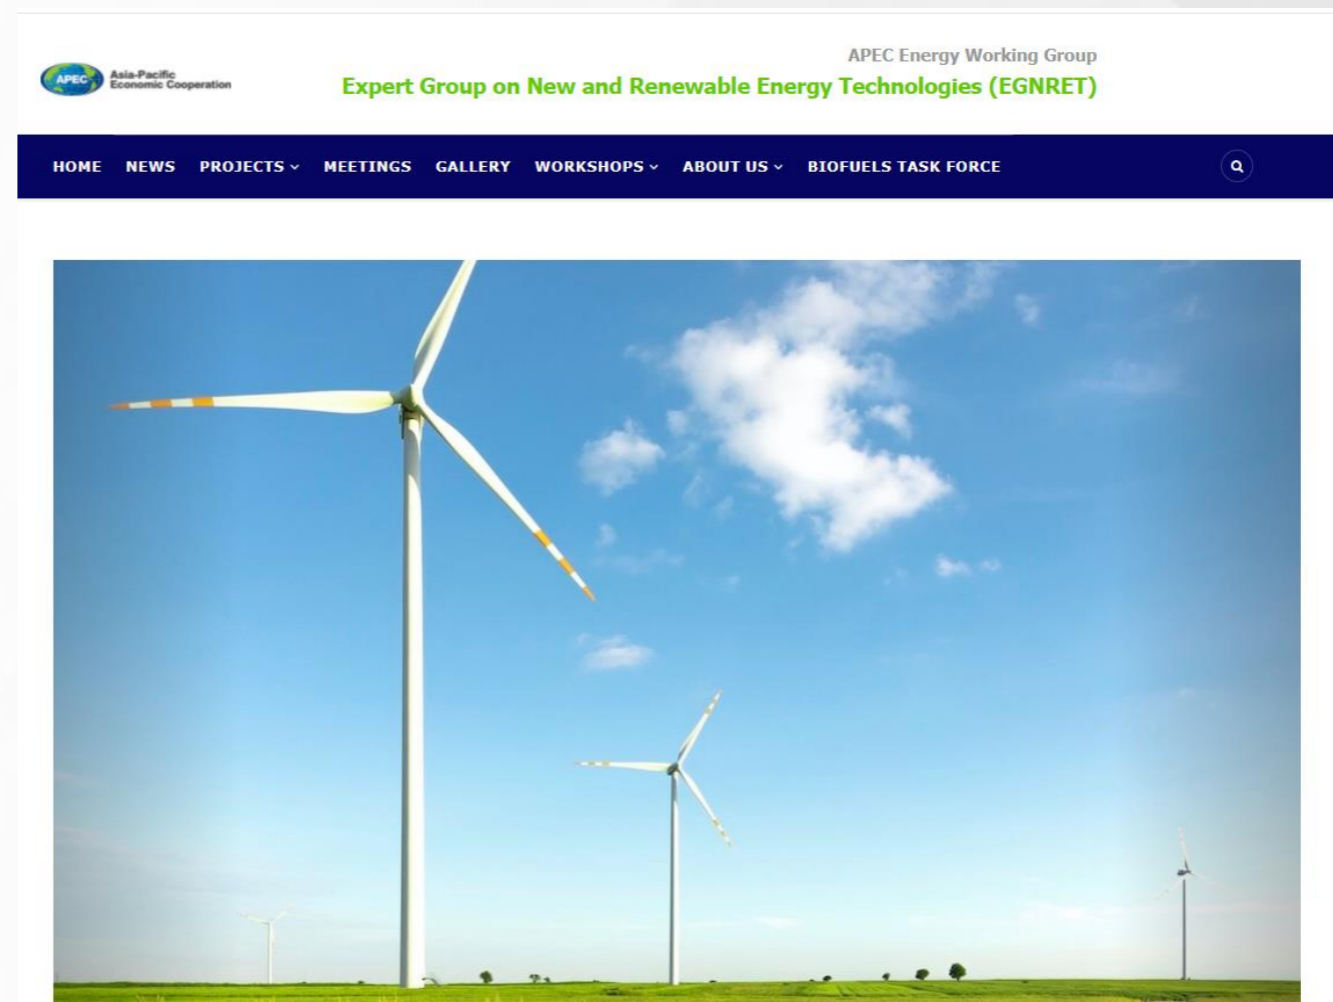 APEC
Asia-Pacific
Economic Cooperation
APEC Energy Working Group
Expert Group on New and Renewable Energy Technologies (EGNRET)
HOME NEWS PROJECTS MEETINGS GALLERY WORKSHOPS ABOUT US BIOFUELS TASK FORCE